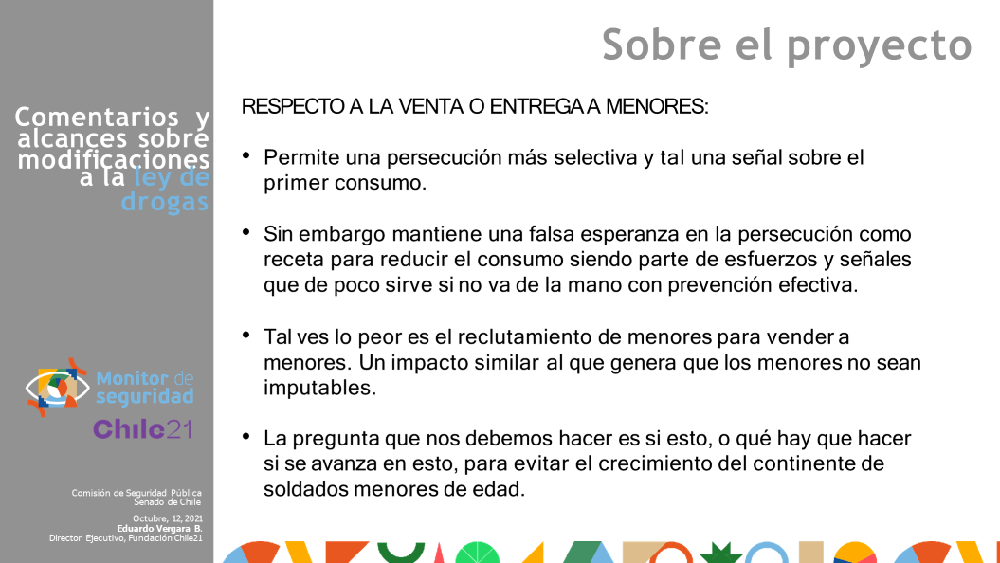 Sobre el proyecto
Comentarios y
alcances sobre
modificaciones
a la ley de
drogas
RESPECTO A LA VENTA O ENTREGA A MENORES:
• Permite una persecución más selectiva y tal una señal sobre el
primer consumo.
• Sin embargo mantiene una falsa esperanza en la persecución como
receta para reducir el consumo siendo parte de esfuerzos y señales
que de poco sirve si no va de la mano con prevención efectiva.
• Tal ves lo peor es el reclutamiento de menores para vender a
menores. Un impacto similar al que genera que los menores no sean
imputables.
• La pregunta que nos debemos hacer es si esto, o qué hay que hacer
si se avanza en esto, para evitar el crecimiento del continente de
soldados menores de edad.
Monitor de
seguridad
Chile21
Comisión de Seguridad Pública
Senado de Chile
Octubre, 12, 2021
Eduardo Vergara B.
Director Ejecutivo, Fundación Chile21